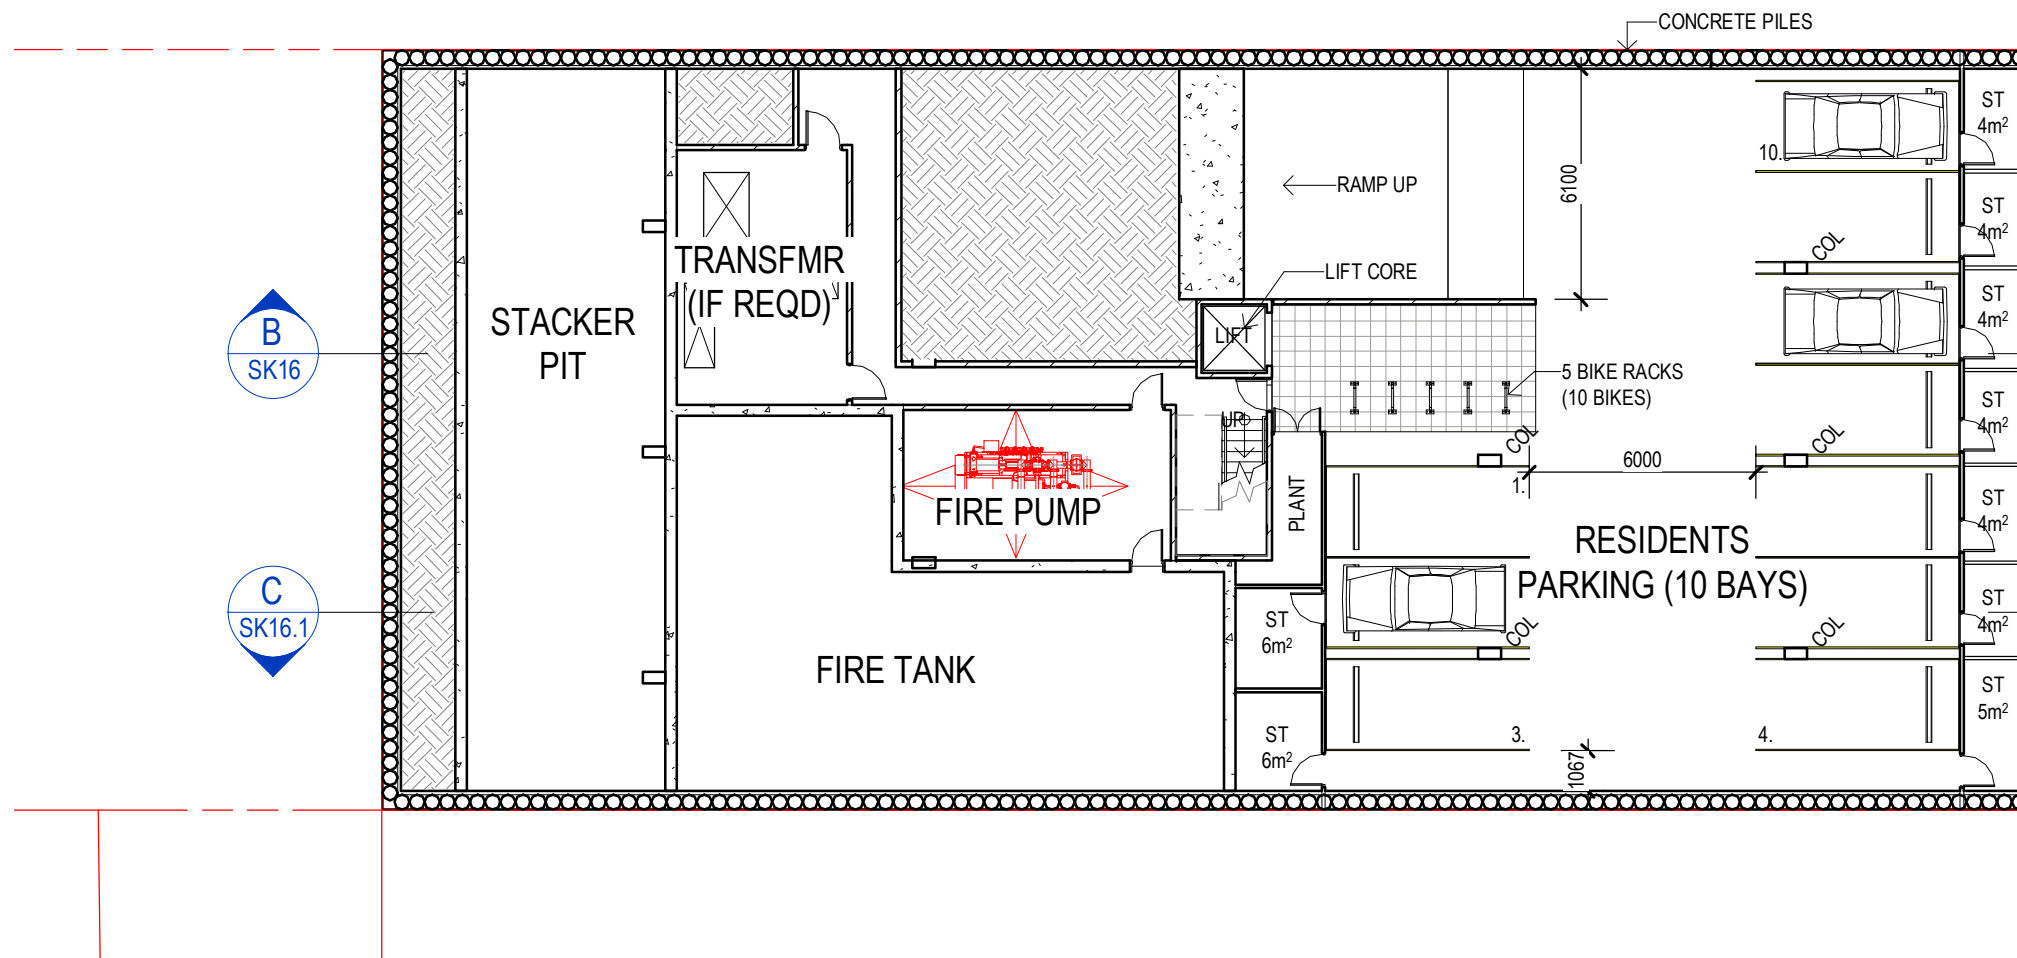 CONCRETE PILES
ST
4m²
10.
6100
RAMP UP
ST
4m²
COL
TRANSFMR
(IF REQD)
LIFT CORE
ST
4m²
STACKER
PIT
B
SK16
LIFT
5 BIKE RACKS
(10 BIKES)
ST
4m²
UP
COL
COL
6000
1.
ST
4m²
FIRE PUMP
PLANT
RESIDENTS
PARKING (10 BAYS)
C
SK16.1
ST
6m²
COL
COL
ST
4m²
FIRE TANK
ST
5m²
ST
6m²
3.
4.
1067